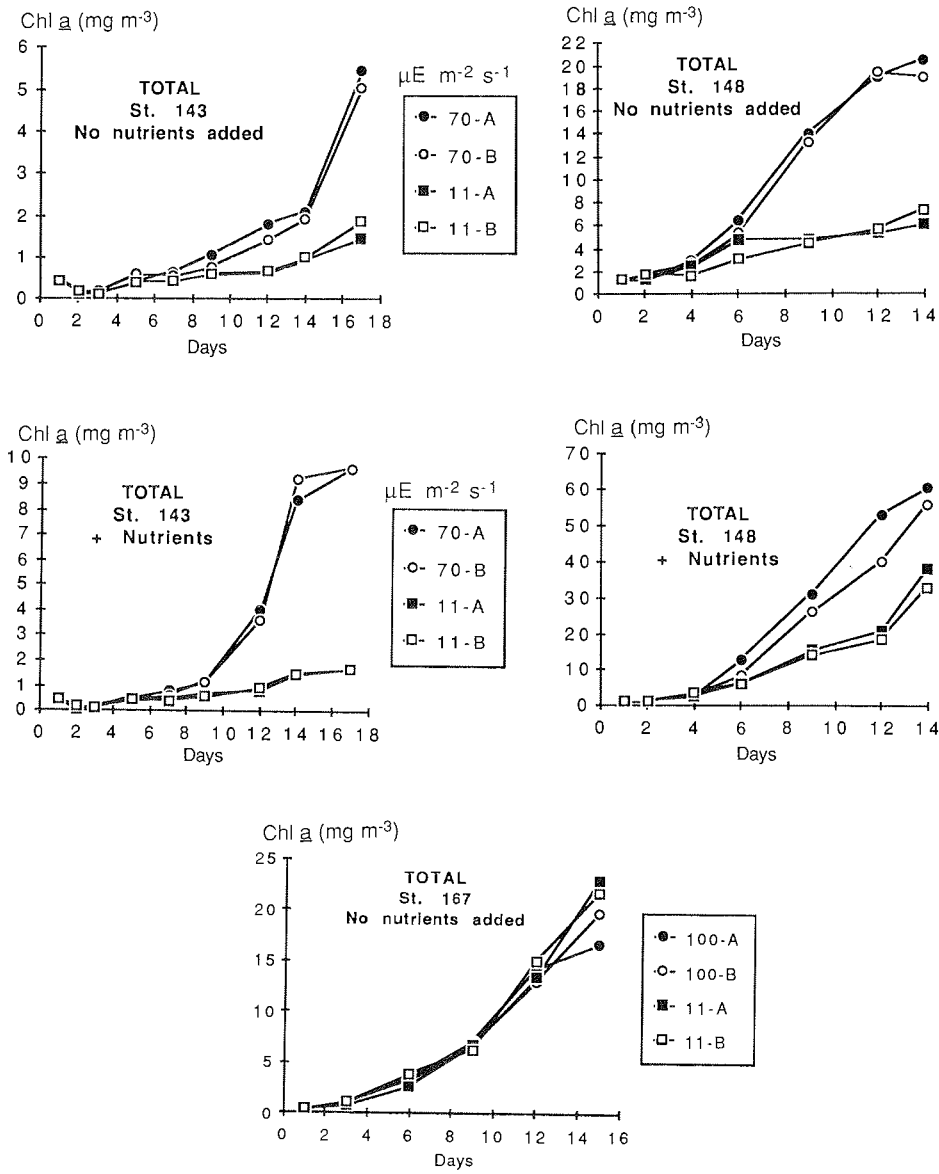 Chl a (mg m-3)
6
5
4
3
2
1
0
TOTAL
St. 143
No nutrients added
0 2 4 6 8 10 12 14 16 18
Days
µE m-2 s-1
70-A
70-B
11-A
11-B
Chl a (mg m-3)
22
20
18
16
14
12
10
8
6
4
2
0
TOTAL
St. 148
No nutrients added
0 2 4 6 8 10 12 14
Days
Chl a (mg m-3)
10
9
8
7
6
5
4
3
2
1
0
TOTAL
St. 143
+ Nutrients
0 2 4 6 8 10 12 14 16 18
Days
µE m-2 s-1
70-A
70-B
11-A
11-B
Chl a (mg m-3)
70
60
50
40
30
20
10
0
TOTAL
St. 148
+ Nutrients
0 2 4 6 8 10 12 14
Days
Chl a (mg m-3)
25
20
15
10
5
0
TOTAL
St. 167
No nutrients added
0 2 4 6 8 10 12 14 16
Days
100-A
100-B
11-A
11-B